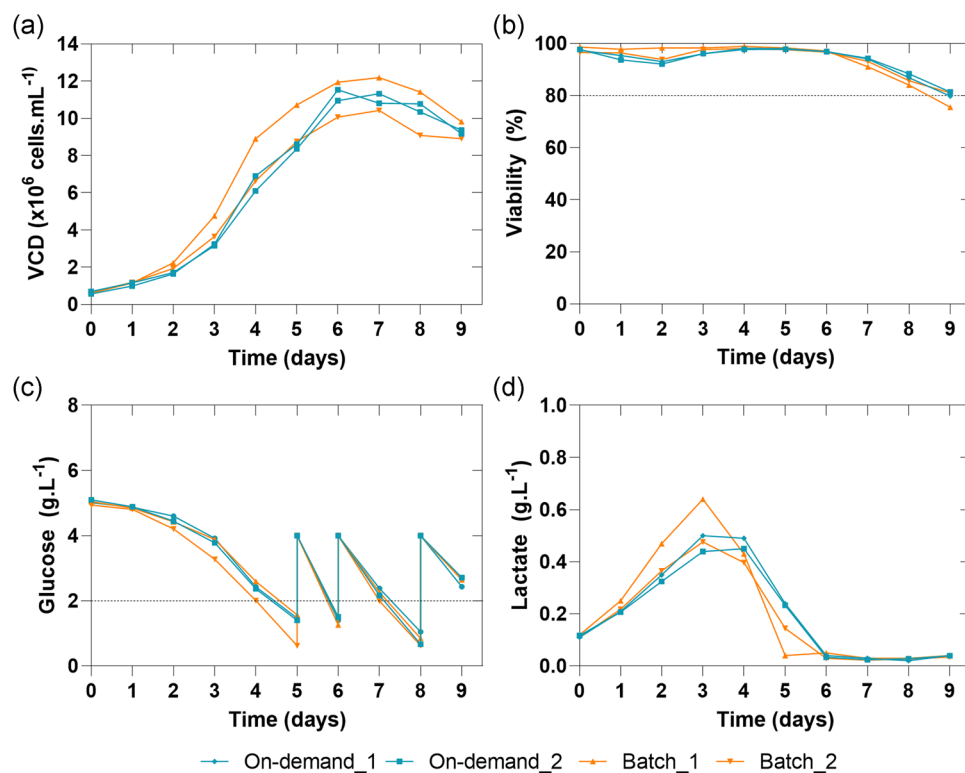 (a)
14
12
10
8
6
4
2
0
VCD (x10⁶ cells.mL⁻¹)
0 1 2 3 4 5 6 7 8 9
Time (days)
(b)
100
80
60
40
20
0
Viability (%)
0 1 2 3 4 5 6 7 8 9
Time (days)
(c)
8
6
4
2
0
Glucose (g.L⁻¹)
0 1 2 3 4 5 6 7 8 9
Time (days)
(d)
1.0
0.8
0.6
0.4
0.2
0.0
Lactate (g.L⁻¹)
0 1 2 3 4 5 6 7 8 9
Time (days)
On-demand_1 On-demand_2 Batch_1 Batch_2